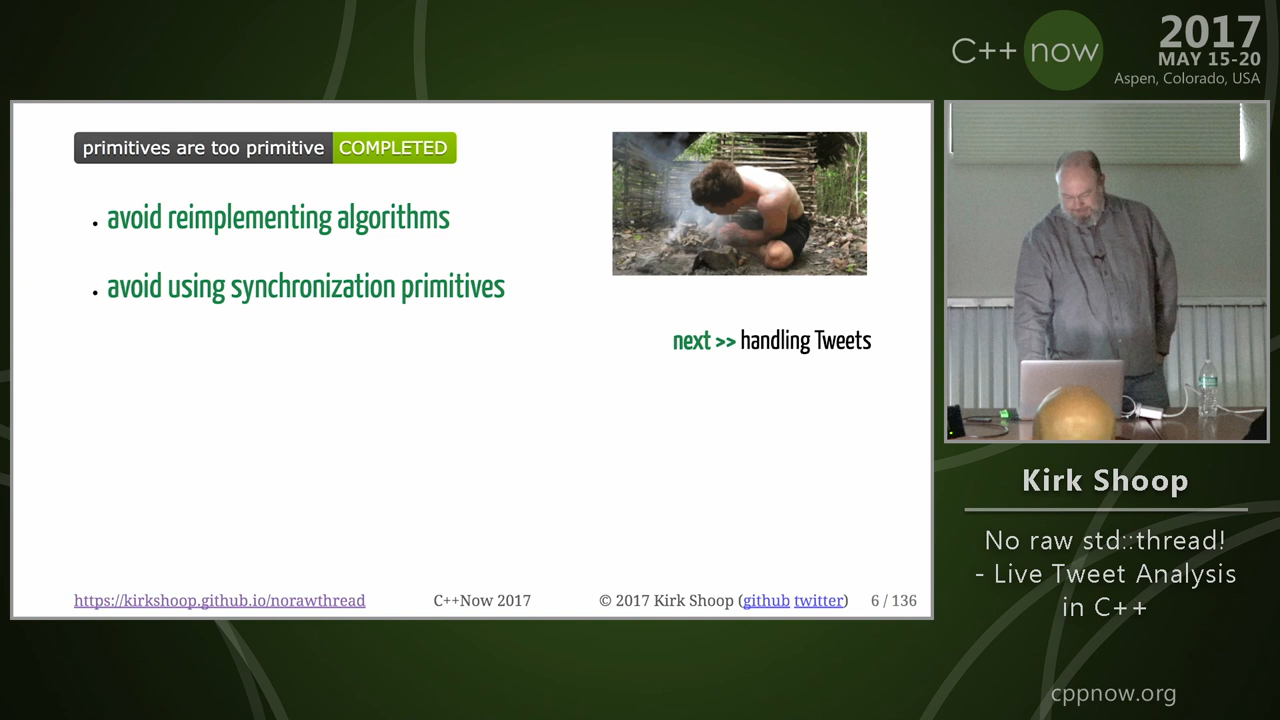 C++ now
2017
MAY 15-20
Aspen, Colorado, USA
primitives are too primitive COMPLETED
• avoid reimplementing algorithms
• avoid using synchronization primitives
next >> handling Tweets
https://kirkshoop.github.io/norawthread C++Now 2017 © 2017 Kirk Shoop (github twitter) 6 / 136
Kirk Shoop
No raw std::thread!
- Live Tweet Analysis
in C++
cppnow.org